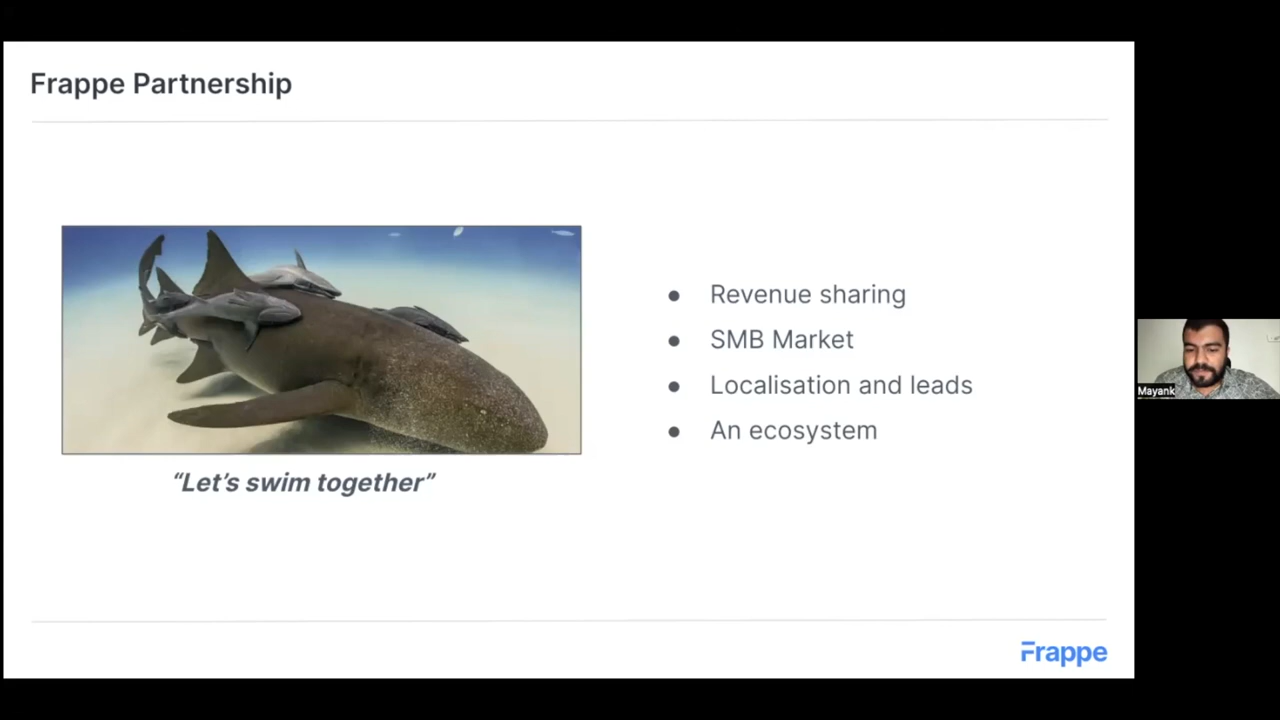 Frappe Partnership
“Let’s swim together”
● Revenue sharing
● SMB Market
● Localisation and leads
● An ecosystem
Frappe
Mayank